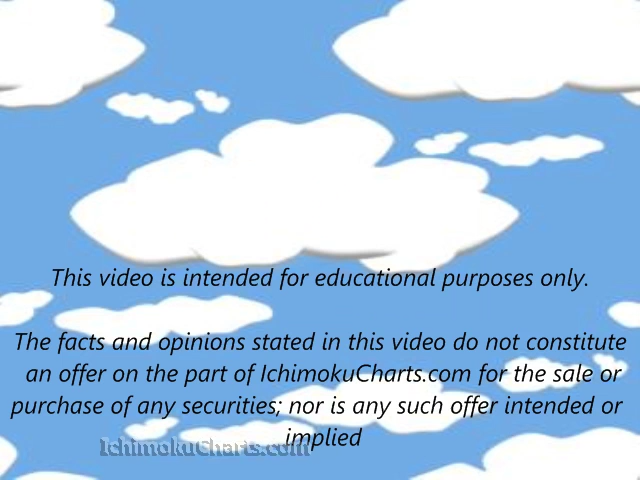 This video is intended for educational purposes only.
The facts and opinions stated in this video do not constitute
an offer on the part of IchimokuCharts.com for the sale or
purchase of any securities; nor is any such offer intended or
implied
IchimokuCharts.com